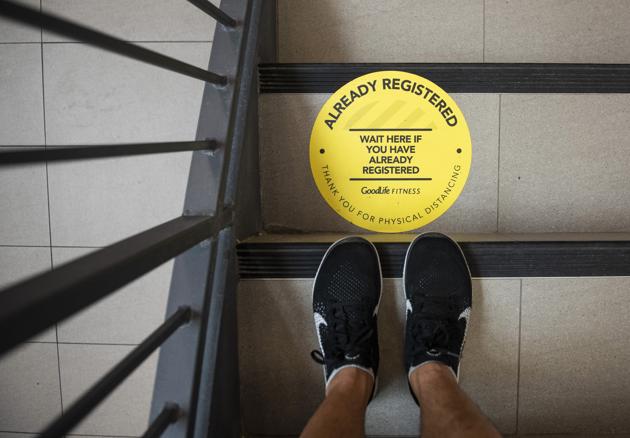 ALREADY REGISTERED
WAIT HERE IF
YOU HAVE
ALREADY
REGISTERED
GoodLife FITNESS
THANK YOU FOR PHYSICAL DISTANCING